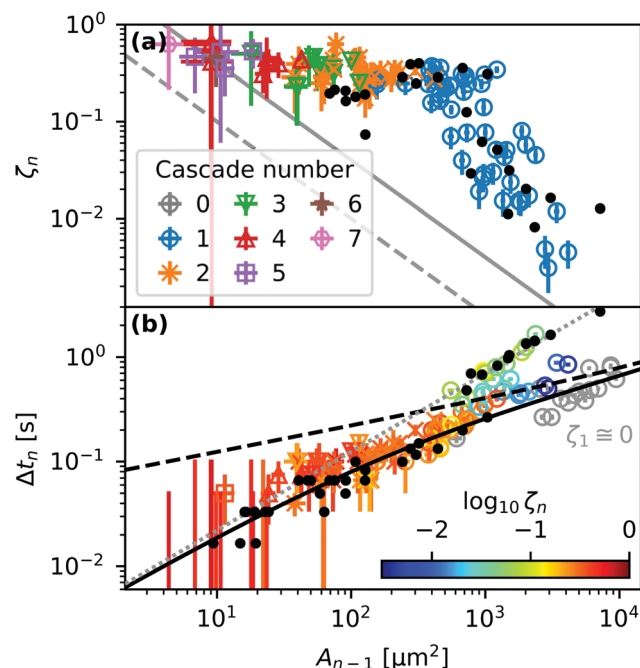 (a)
10⁰
10⁻¹
10⁻²
ζₙ
Cascade number
0 3 6
1 4 7
2 5
(b)
10⁰
10⁻¹
10⁻²
Δtₙ [s]
ζ₁ ≅ 0
log₁₀ ζₙ
−2 −1 0
10¹ 10² 10³ 10⁴
Aₙ₋₁ [µm²]